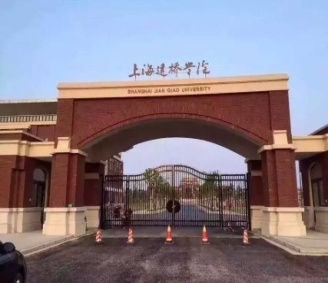 上海建桥学院
SHANGHAI JIAN QIAO UNIVERSITY